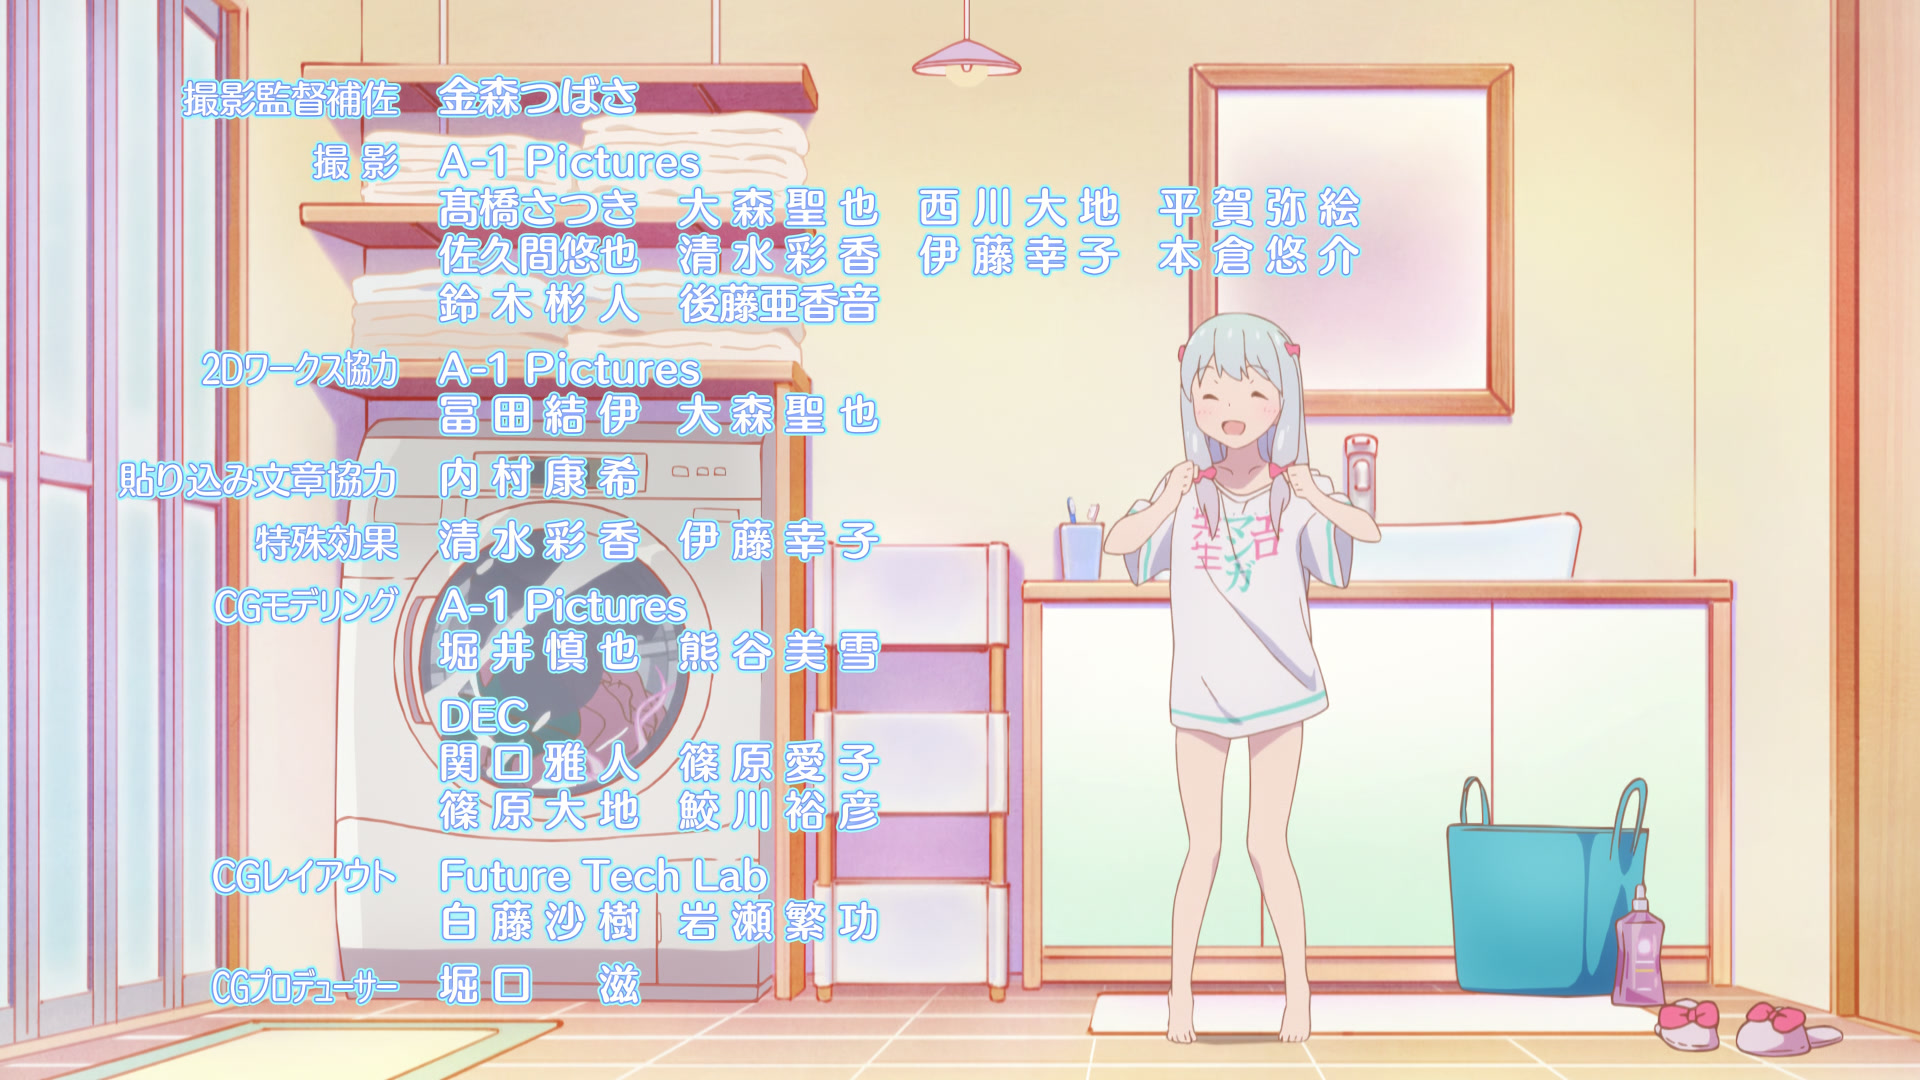 撮影監督補佐 金森つばさ
撮影 A-1 Pictures
髙橋さつき 大森聖也 西川大地 平賀弥絵
佐久間悠也 清水彩香 伊藤幸子 本倉悠介
鈴木彬人 後藤亜香音
2Dワークス協力 A-1 Pictures
冨田結伊 大森聖也
貼り込み文章協力 内村康希
特殊効果 清水彩香 伊藤幸子
CGモデリング A-1 Pictures
堀井慎也 熊谷美雪
DEC
関口雅人 篠原愛子
篠原大地 鮫川裕彦
CGレイアウト Future Tech Lab
白藤沙樹 岩瀬繁功
CGプロデューサー 堀口 滋
エロ
マンガ
先生